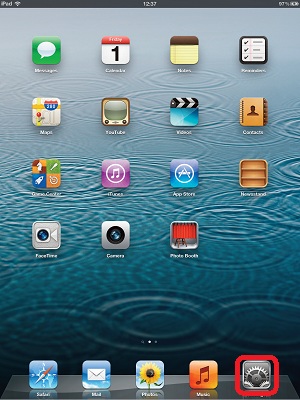 iPad 12:37 97%
Friday
1
Messages Calendar Notes Reminders
280
Maps YouTube Videos Contacts
Game Center iTunes App Store Newsstand
FaceTime Camera Photo Booth
Safari Mail Photos Music